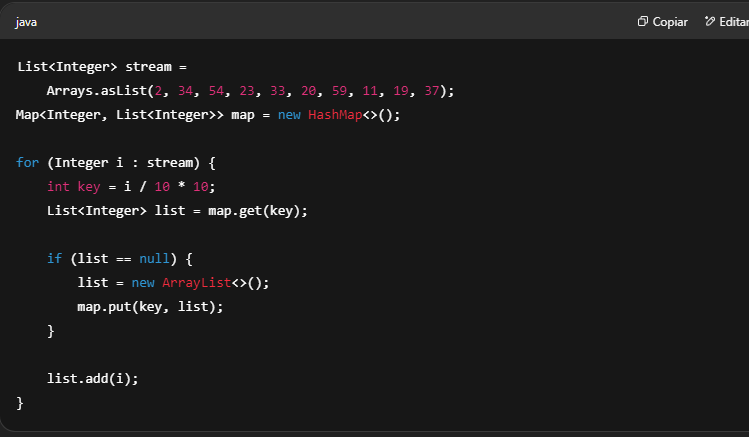 java
Copiar
Editar
List<Integer> stream =
    Arrays.asList(2, 34, 54, 23, 33, 20, 59, 11, 19, 37);
Map<Integer, List<Integer>> map = new HashMap<>();
for (Integer i : stream) {
    int key = i / 10 * 10;
    List<Integer> list = map.get(key);
    if (list == null) {
        list = new ArrayList<>();
        map.put(key, list);
    }
    list.add(i);
}